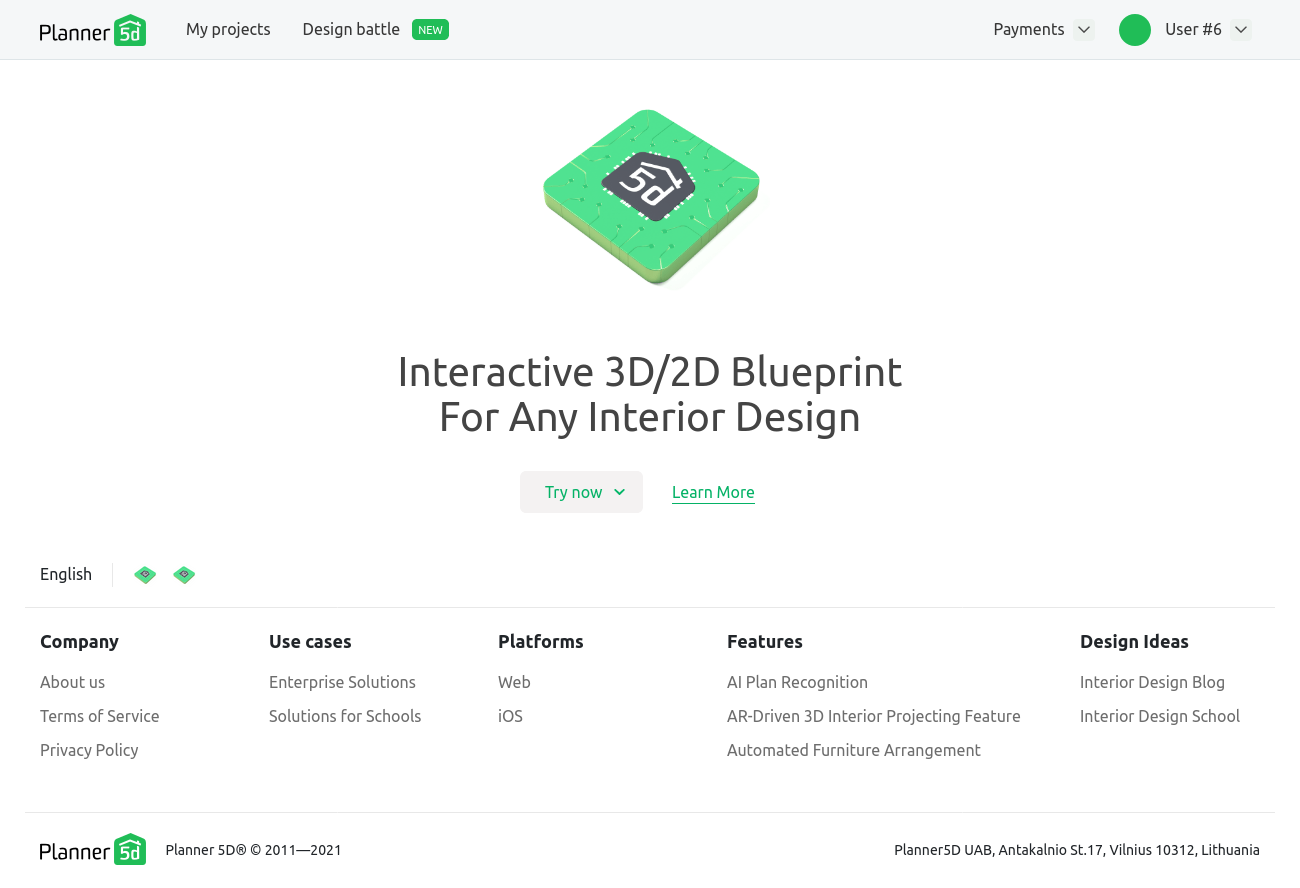 Planner 5d
My projects
Design battle NEW
Payments
User #6
5d
Interactive 3D/2D Blueprint
For Any Interior Design
Try now
Learn More
English
Company
About us
Terms of Service
Privacy Policy
Use cases
Enterprise Solutions
Solutions for Schools
Platforms
Web
iOS
Features
AI Plan Recognition
AR-Driven 3D Interior Projecting Feature
Automated Furniture Arrangement
Design Ideas
Interior Design Blog
Interior Design School
Planner 5d
Planner 5D® © 2011—2021
Planner5D UAB, Antakalnio St.17, Vilnius 10312, Lithuania